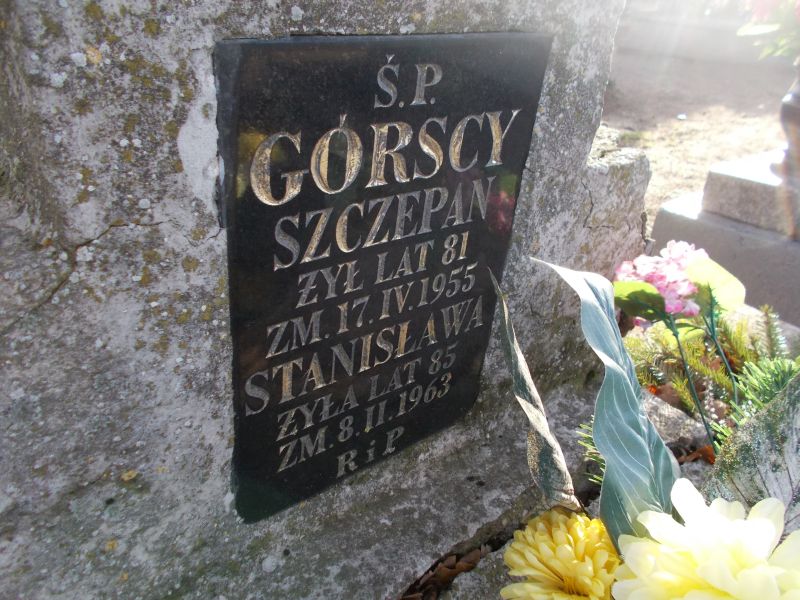 Ś.P.
GÓRSCY
SZCZEPAN
ŻYŁ LAT 81
ZM. 17.IV.1955
STANISŁAWA
ŻYŁA LAT 85
ZM. 8.II.1963
R i P